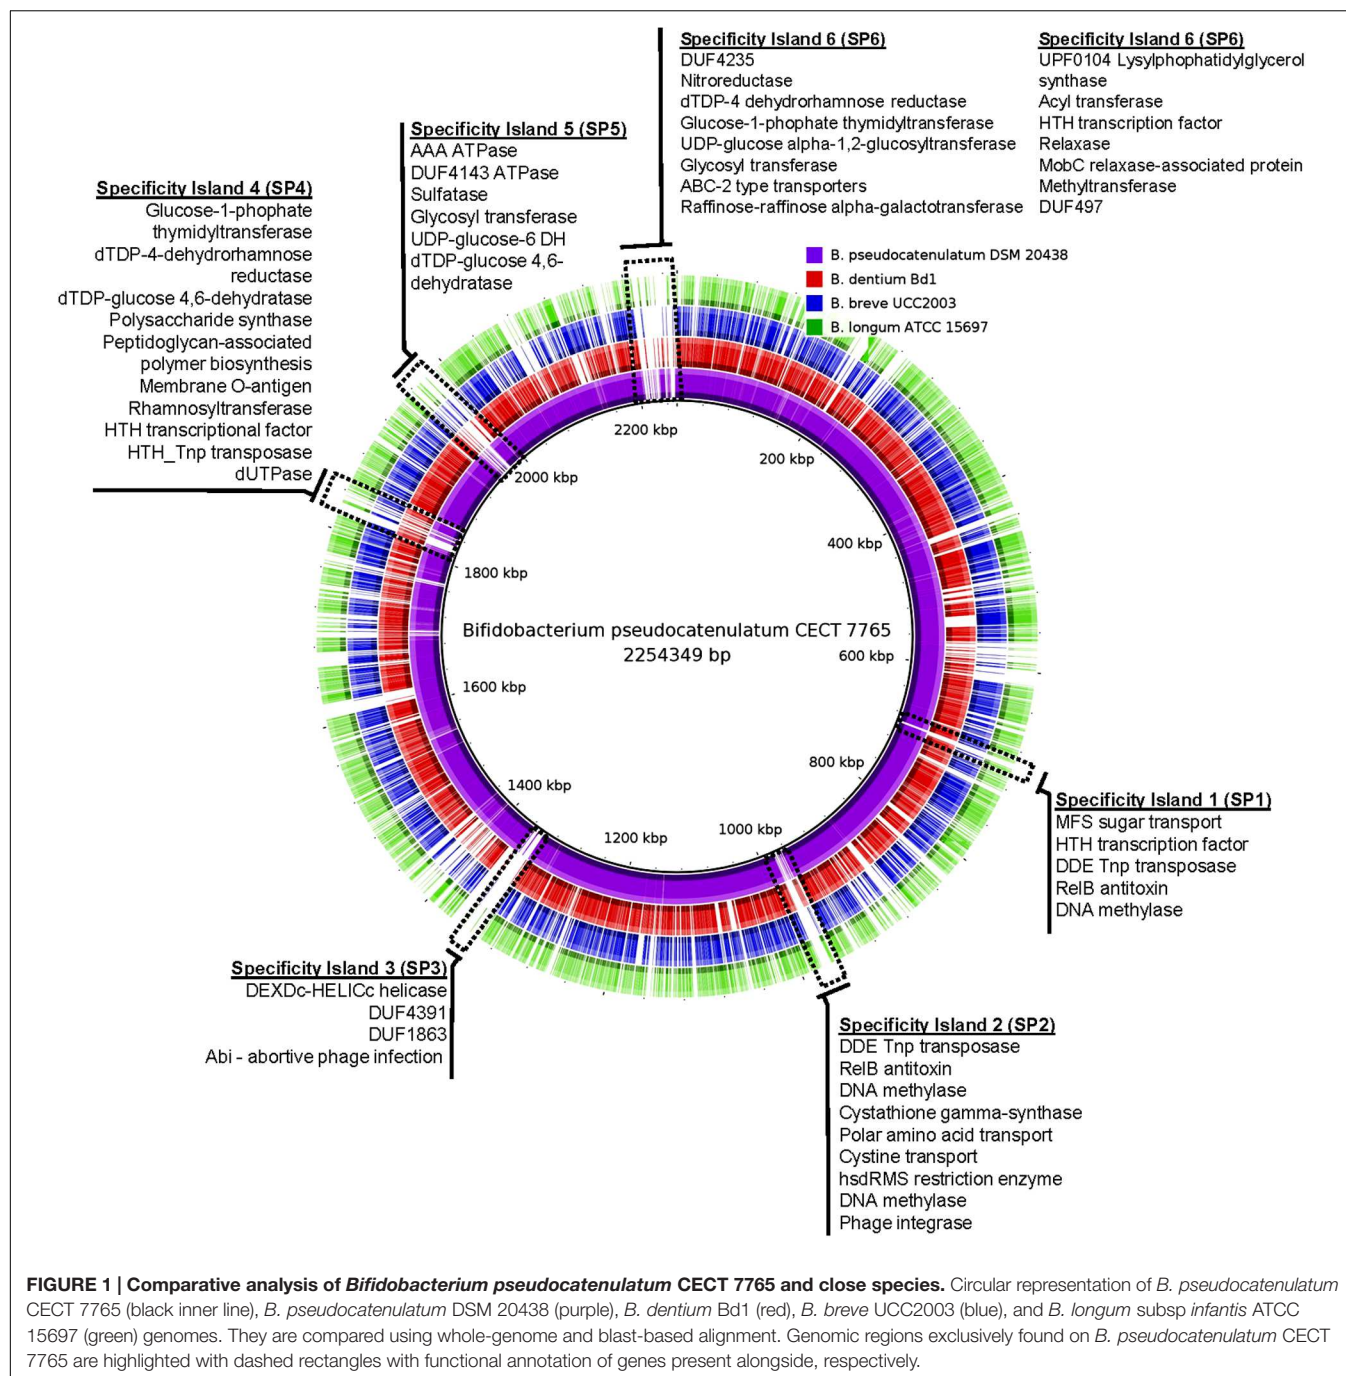 Specificity Island 6 (SP6)
DUF4235
Nitroreductase
dTDP-4 dehydrorhamnose reductase
Glucose-1-phophate thymidyltransferase
UDP-glucose alpha-1,2-glucosyltransferase
Glycosyl transferase
ABC-2 type transporters
Raffinose-raffinose alpha-galactotransferase
Specificity Island 6 (SP6)
UPF0104 Lysylphophatidylglycerol
synthase
Acyl transferase
HTH transcription factor
Relaxase
MobC relaxase-associated protein
Methyltransferase
DUF497
Specificity Island 5 (SP5)
AAA ATPase
DUF4143 ATPase
Sulfatase
Glycosyl transferase
UDP-glucose-6 DH
dTDP-glucose 4,6-
dehydratase
Specificity Island 4 (SP4)
Glucose-1-phophate
thymidyltransferase
dTDP-4-dehydrorhamnose
reductase
dTDP-glucose 4,6-dehydratase
Polysaccharide synthase
Peptidoglycan-associated
polymer biosynthesis
Membrane O-antigen
Rhamnosyltransferase
HTH transcriptional factor
HTH_Tnp transposase
dUTPase
B. pseudocatenulatum DSM 20438
B. dentium Bd1
B. breve UCC2003
B. longum ATCC 15697
2200 kbp
200 kbp
2000 kbp
400 kbp
1800 kbp
Bifidobacterium pseudocatenulatum CECT 7765
2254349 bp
600 kbp
1600 kbp
800 kbp
1400 kbp
1000 kbp
1200 kbp
Specificity Island 1 (SP1)
MFS sugar transport
HTH transcription factor
DDE Tnp transposase
RelB antitoxin
DNA methylase
Specificity Island 3 (SP3)
DEXDc-HELICc helicase
DUF4391
DUF1863
Abi - abortive phage infection
Specificity Island 2 (SP2)
DDE Tnp transposase
RelB antitoxin
DNA methylase
Cystathione gamma-synthase
Polar amino acid transport
Cystine transport
hsdRMS restriction enzyme
DNA methylase
Phage integrase
FIGURE 1 | Comparative analysis of Bifidobacterium pseudocatenulatum CECT 7765 and close species. Circular representation of B. pseudocatenulatum
CECT 7765 (black inner line), B. pseudocatenulatum DSM 20438 (purple), B. dentium Bd1 (red), B. breve UCC2003 (blue), and B. longum subsp infantis ATCC
15697 (green) genomes. They are compared using whole-genome and blast-based alignment. Genomic regions exclusively found on B. pseudocatenulatum CECT
7765 are highlighted with dashed rectangles with functional annotation of genes present alongside, respectively.